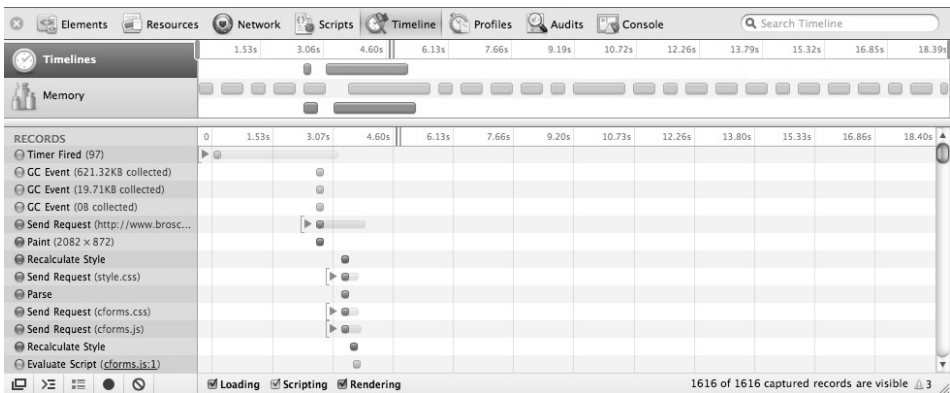 Elements Resources Network Scripts Timeline Profiles Audits Console Search Timeline
Timelines
1.53s 3.06s 4.60s 6.13s 7.66s 9.19s 10.72s 12.26s 13.79s 15.32s 16.85s 18.39s
Memory
RECORDS
0 1.53s 3.07s 4.60s 6.13s 7.66s 9.20s 10.73s 12.26s 13.80s 15.33s 16.86s 18.40s
Timer Fired (97)
GC Event (621.32KB collected)
GC Event (19.71KB collected)
GC Event (0B collected)
Send Request (http://www.brosc...
Paint (2082 × 872)
Recalculate Style
Send Request (style.css)
Parse
Send Request (cforms.css)
Send Request (cforms.js)
Recalculate Style
Evaluate Script (cforms.js:1)
Loading Scripting Rendering 1616 of 1616 captured records are visible 3